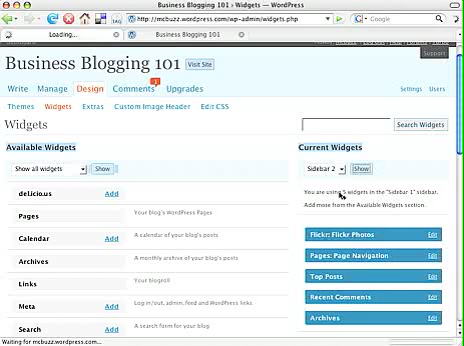 Business Blogging 101 › Widgets — WordPress
http://mcbuzz.wordpress.com/wp-admin/widgets.php
Google
Loading...
Business Blogging 101 › Widgets — WordPress
Dashboard
Support
Business Blogging 101
Visit Site
Write Manage Design Comments Upgrades
Settings Users
Themes Widgets Extras Custom Image Header Edit CSS
Widgets
Search Widgets
Available Widgets
Current Widgets
Show all widgets Show
Sidebar 2 Show
You are using 5 widgets in the "Sidebar 1" sidebar.
Add more from the Available Widgets section.
del.icio.us Add
Pages Your blog's WordPress Pages
Calendar Add A calendar of your blog's posts
Archives A monthly archive of your blog's posts
Links Your blogroll
Meta Add Log in/out, admin, feed and WordPress links
Search Add A search form for your blog
Flickr: Flickr Photos Edit
Pages: Page Navigation Edit
Top Posts Edit
Recent Comments Edit
Archives Edit
Waiting for mcbuzz.wordpress.com...